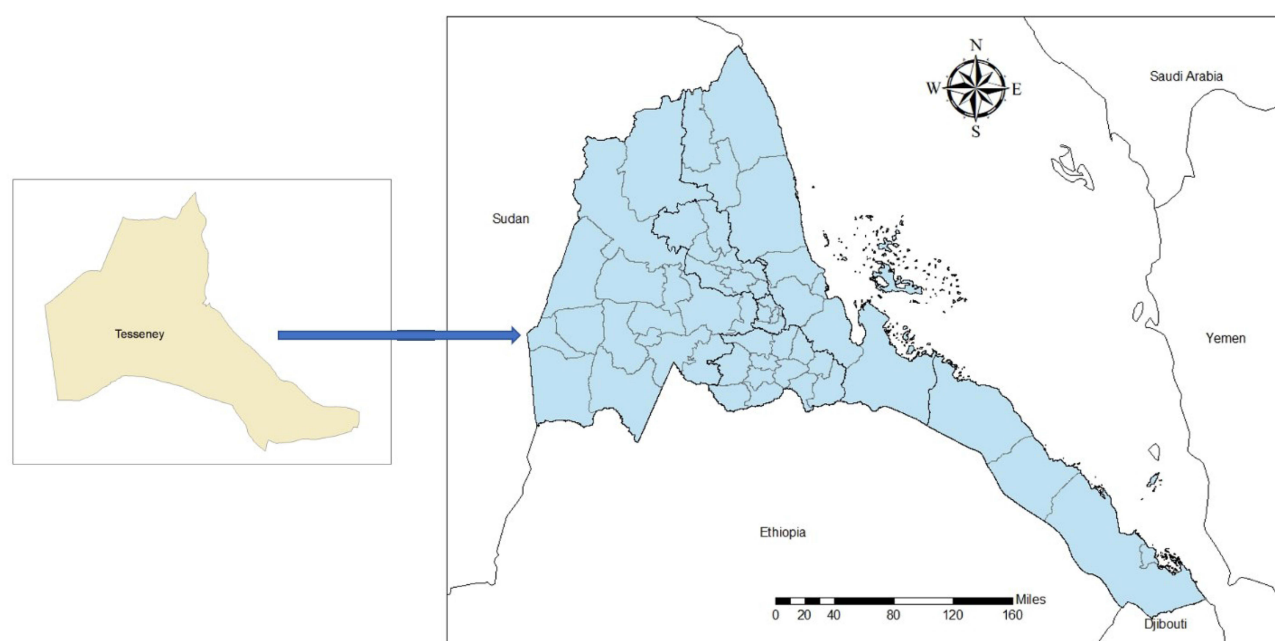 N
W E
S
Saudi Arabia
Sudan
Tesseney
Yemen
Ethiopia
Miles
0 20 40 80 120 160
Djibouti